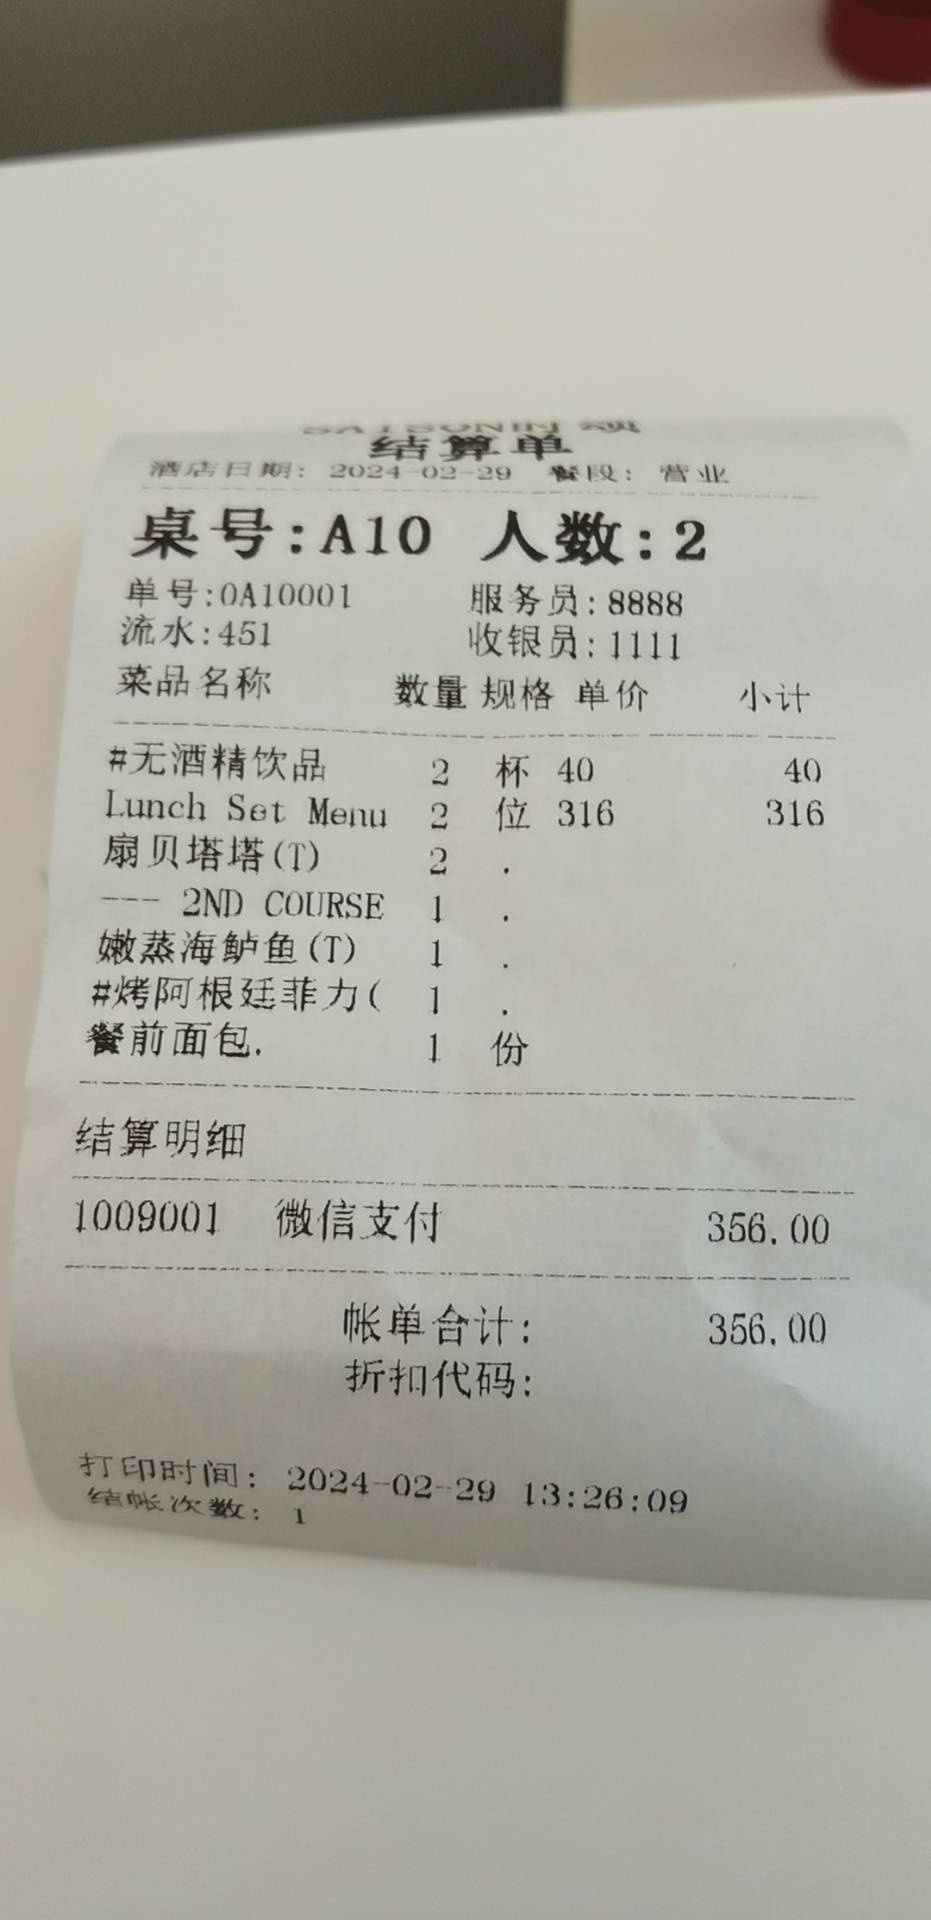 结算单
酒店日期: 2024-02-29 餐段: 营业
桌号:A10 人数:2
单号:0A10001 服务员:8888
流水:451 收银员:1111
菜品名称 数量 规格 单价 小计
#无酒精饮品 2 杯 40 40
Lunch Set Menu 2 位 316 316
扇贝塔塔(T) 2 .
--- 2ND COURSE 1 .
嫩蒸海鲈鱼(T) 1 .
#烤阿根廷菲力( 1 .
餐前面包. 1 份
结算明细
1009001 微信支付 356.00
帐单合计: 356.00
折扣代码:
打印时间: 2024-02-29 13:26:09
结帐次数: 1